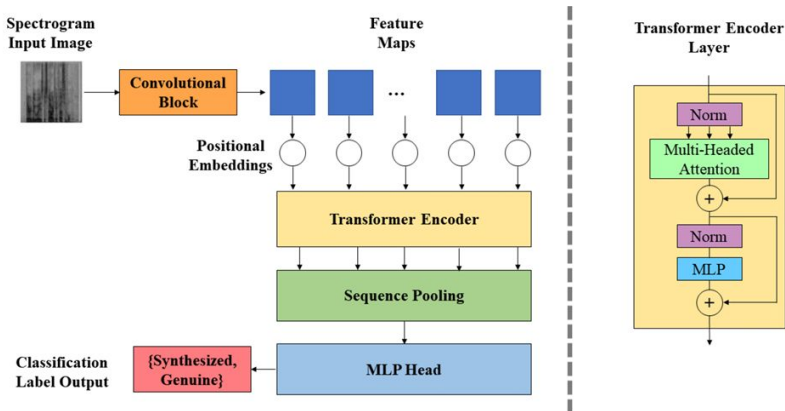 Spectrogram
Input Image
Feature
Maps
Convolutional
Block
...
Positional
Embeddings
Transformer Encoder
Sequence Pooling
Classification
Label Output
{Synthesized,
Genuine}
MLP Head
Transformer Encoder
Layer
Norm
Multi-Headed
Attention
+
Norm
MLP
+